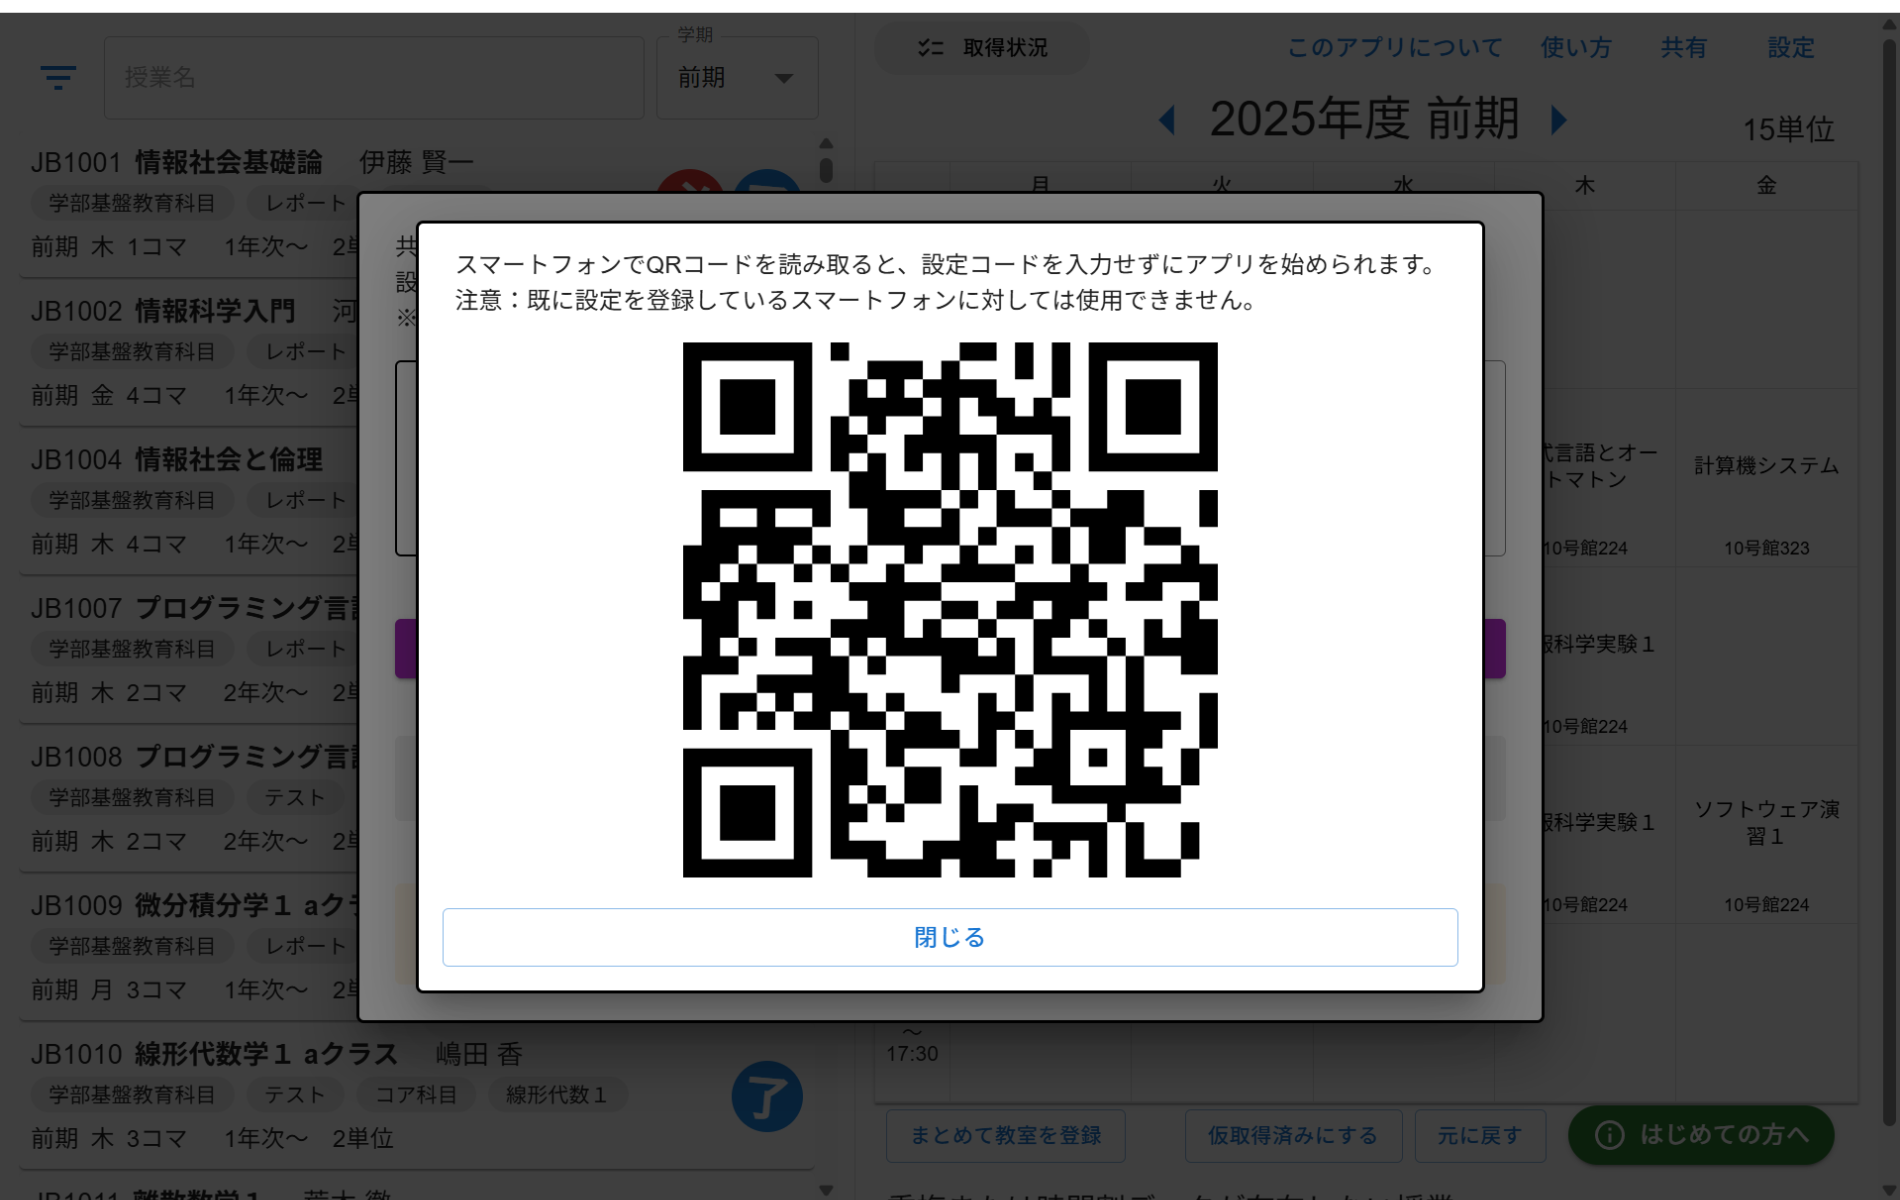 授業名
学期
前期
取得状況
このアプリについて 使い方 共有 設定
2025年度 前期
15単位
月 火 水 木 金
JB1001 情報社会基礎論 伊藤 賢一
学部基盤教育科目 レポート
前期 木 1コマ 1年次～
JB1002 情報科学入門
学部基盤教育科目 レポート
前期 金 4コマ 1年次～
JB1004 情報社会と倫理
学部基盤教育科目 レポート
前期 木 4コマ 1年次～
JB1007 プログラミング言
学部基盤教育科目 レポート
前期 木 2コマ 2年次～
JB1008 プログラミング言
学部基盤教育科目 テスト
前期 木 2コマ 2年次～
JB1009 微分積分学１ aク
学部基盤教育科目 レポート
前期 月 3コマ 1年次～
JB1010 線形代数学１ aクラス 嶋田 香
学部基盤教育科目 テスト コア科目 線形代数１
前期 木 3コマ 1年次～ 2単位
了
スマートフォンでQRコードを読み取ると、設定コードを入力せずにアプリを始められます。
注意：既に設定を登録しているスマートフォンに対しては使用できません。
閉じる
言語とオー
トマトン
10号館224
計算機システム
10号館323
科学実験１
10号館224
科学実験１
10号館224
ソフトウェア演
習１
10号館224
～
17:30
まとめて教室を登録 仮取得済みにする 元に戻す はじめての方へ